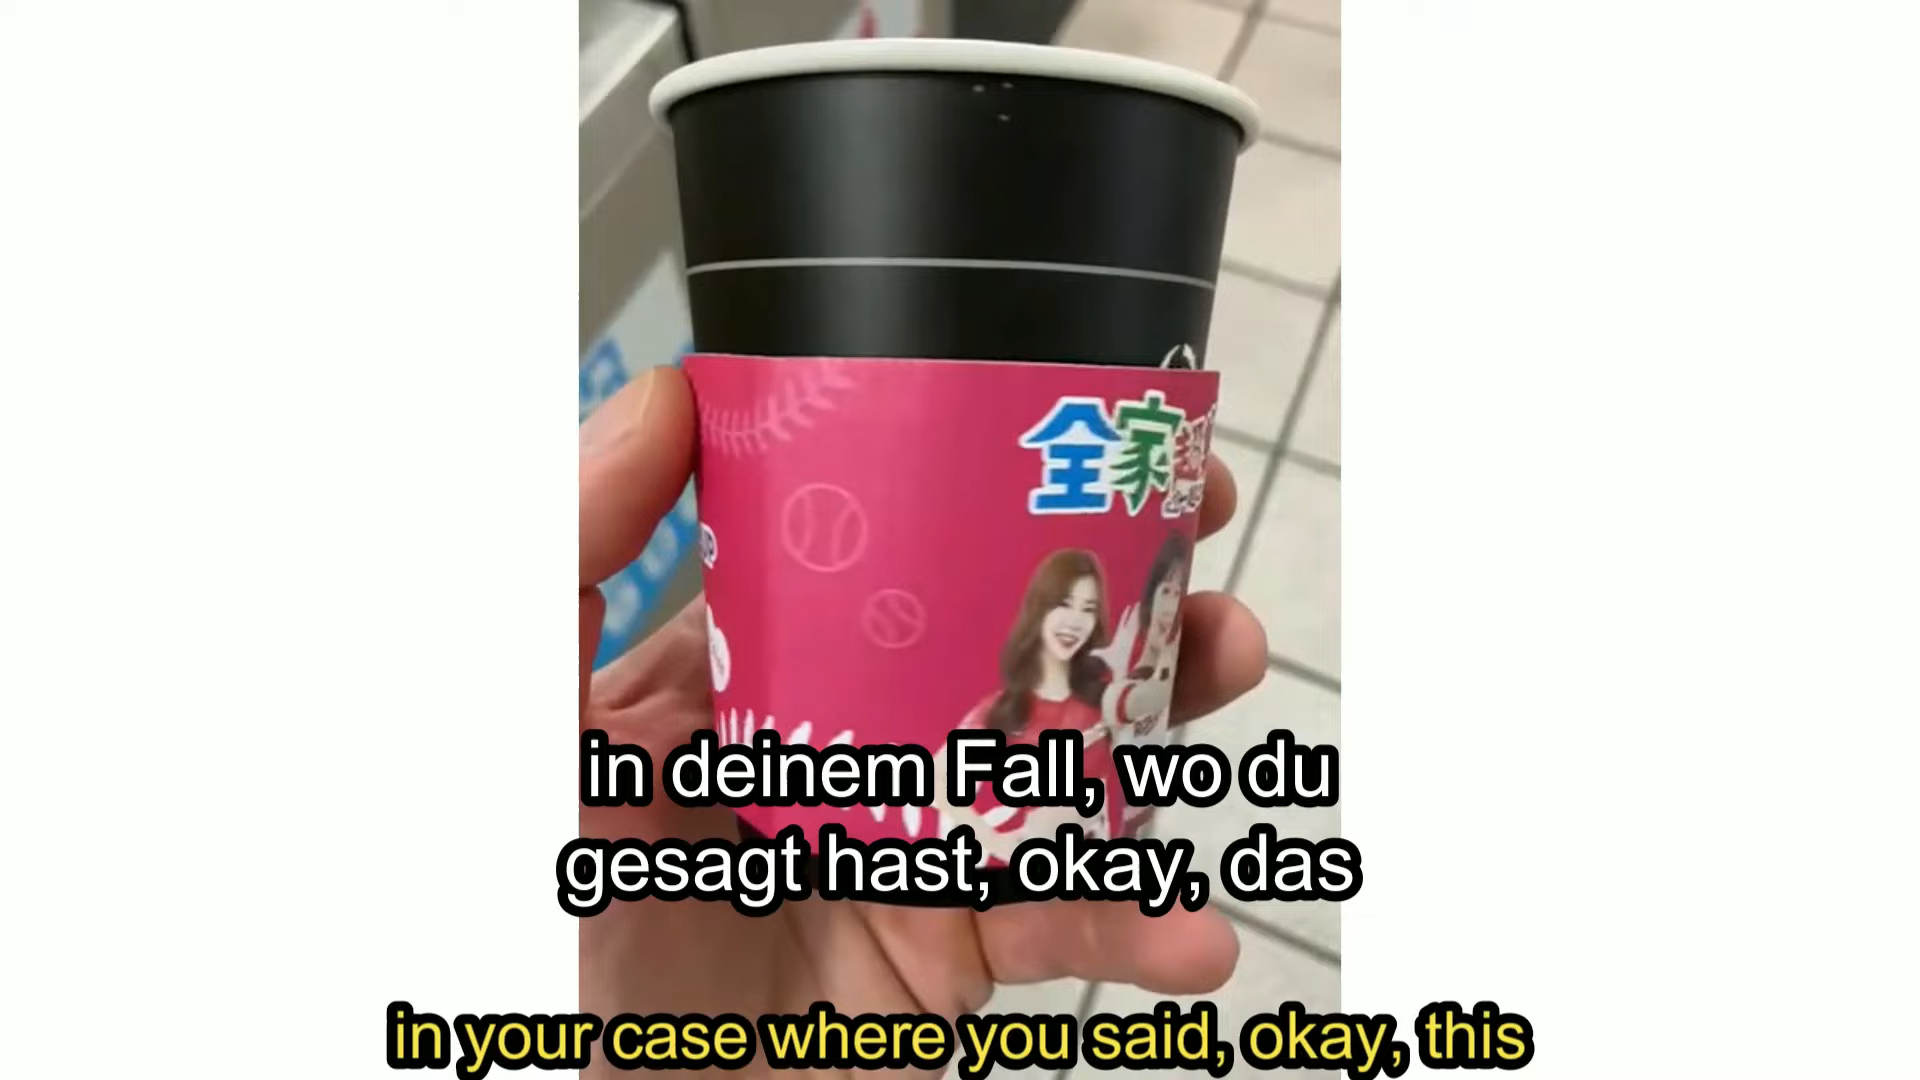 全家
in deinem Fall, wo du
gesagt hast, okay, das
in your case where you said, okay, this